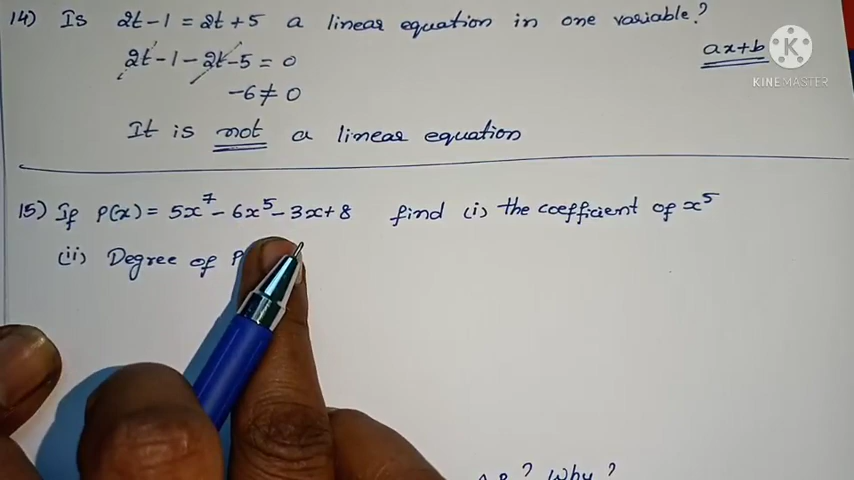 14) Is 2t-1 = 2t+5 a linear equation in one variable?
ax+b
2t-1-2t-5 = 0
KINEMASTER
-6 ≠ 0
It is not a linear equation
15) If P(x) = 5x⁷ - 6x⁵ - 3x + 8 find (i) the coefficient of x⁵
(ii) Degree of P
? Why?